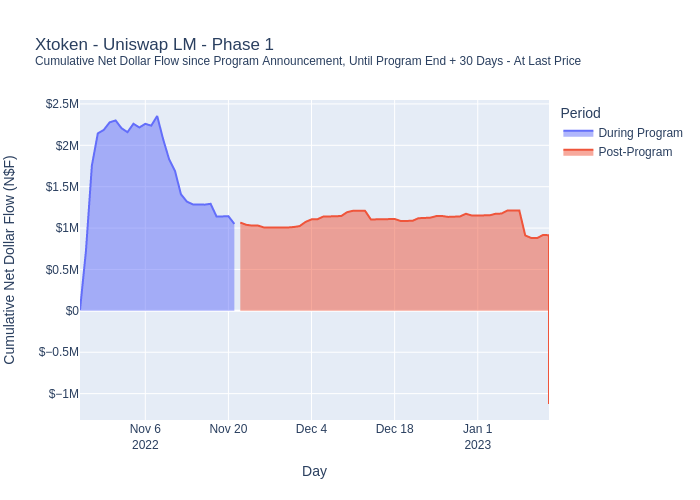 Xtoken - Uniswap LM - Phase 1
Cumulative Net Dollar Flow since Program Announcement, Until Program End + 30 Days - At Last Price
Period
During Program
Post-Program
Cumulative Net Dollar Flow (N$F)
$2.5M
$2M
$1.5M
$1M
$0.5M
$0
$−0.5M
$−1M
Nov 6
2022
Nov 20
Dec 4
Dec 18
Jan 1
2023
Day